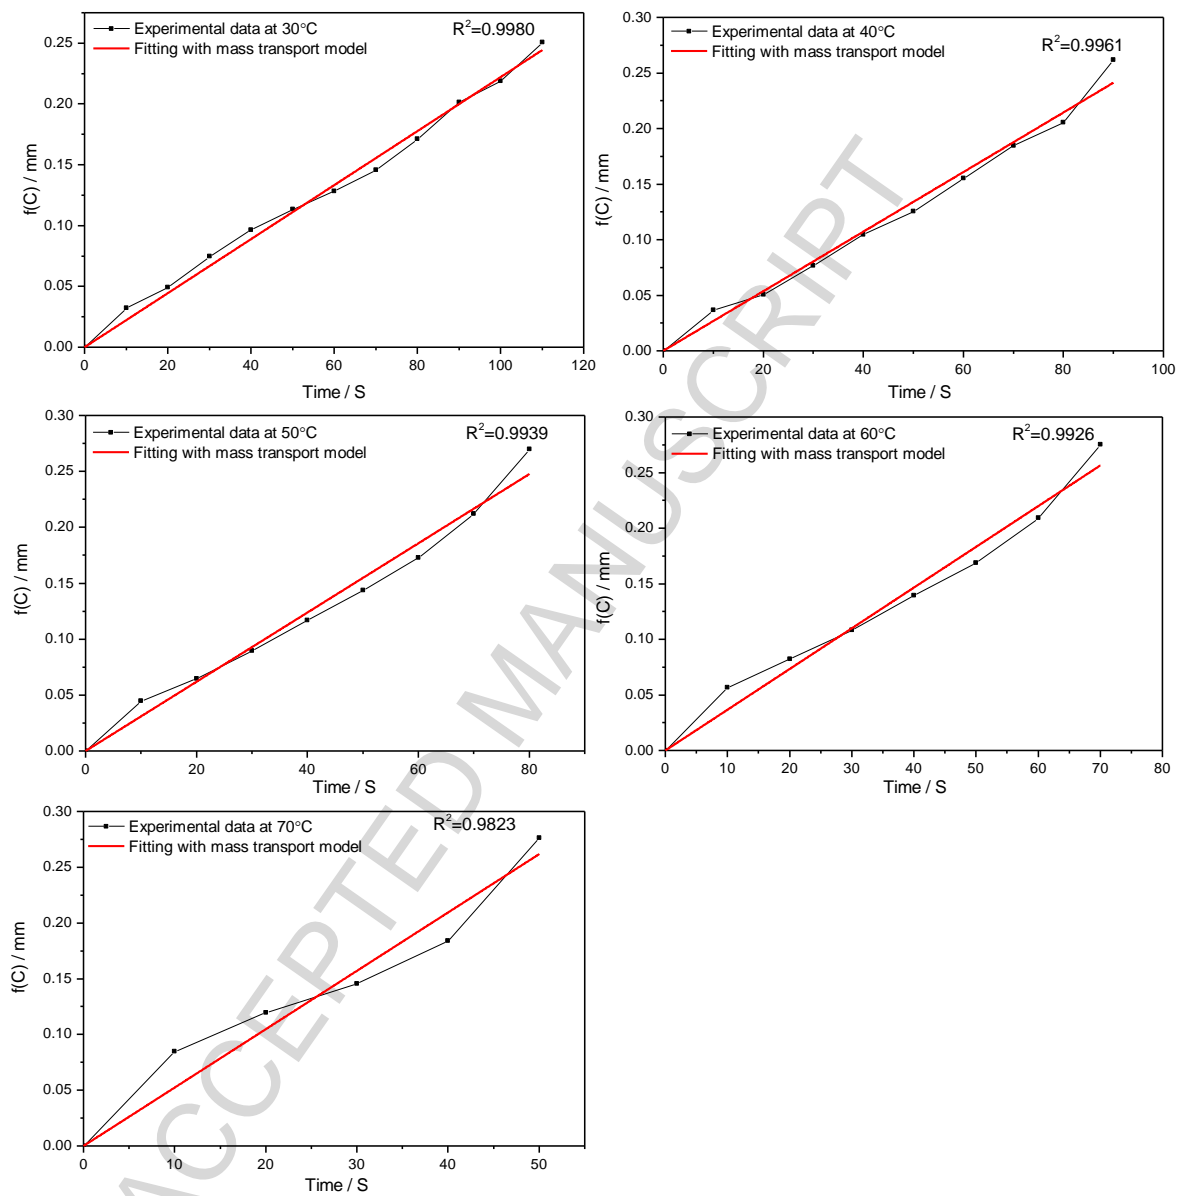 Experimental data at 30°C
Fitting with mass transport model
R²=0.9980
0.25
0.20
0.15
0.10
0.05
0.00
f(C) / mm
0 20 40 60 80 100 120
Time / S
Experimental data at 40°C
Fitting with mass transport model
R²=0.9961
0.30
0.25
0.20
0.15
0.10
0.05
0.00
f(C) / mm
0 20 40 60 80 100
Time / S
Experimental data at 50°C
Fitting with mass transport model
R²=0.9939
0.30
0.25
0.20
0.15
0.10
0.05
0.00
f(C) / mm
0 20 40 60 80
Time / S
Experimental data at 60°C
Fitting with mass transport model
R²=0.9926
0.30
0.25
0.20
0.15
0.10
0.05
0.00
f(C) / mm
0 10 20 30 40 50 60 70 80
Time / S
Experimental data at 70°C
Fitting with mass transport model
R²=0.9823
0.30
0.25
0.20
0.15
0.10
0.05
0.00
f(C) / mm
0 10 20 30 40 50
Time / S
ACCEPTED MANUSCRIPT